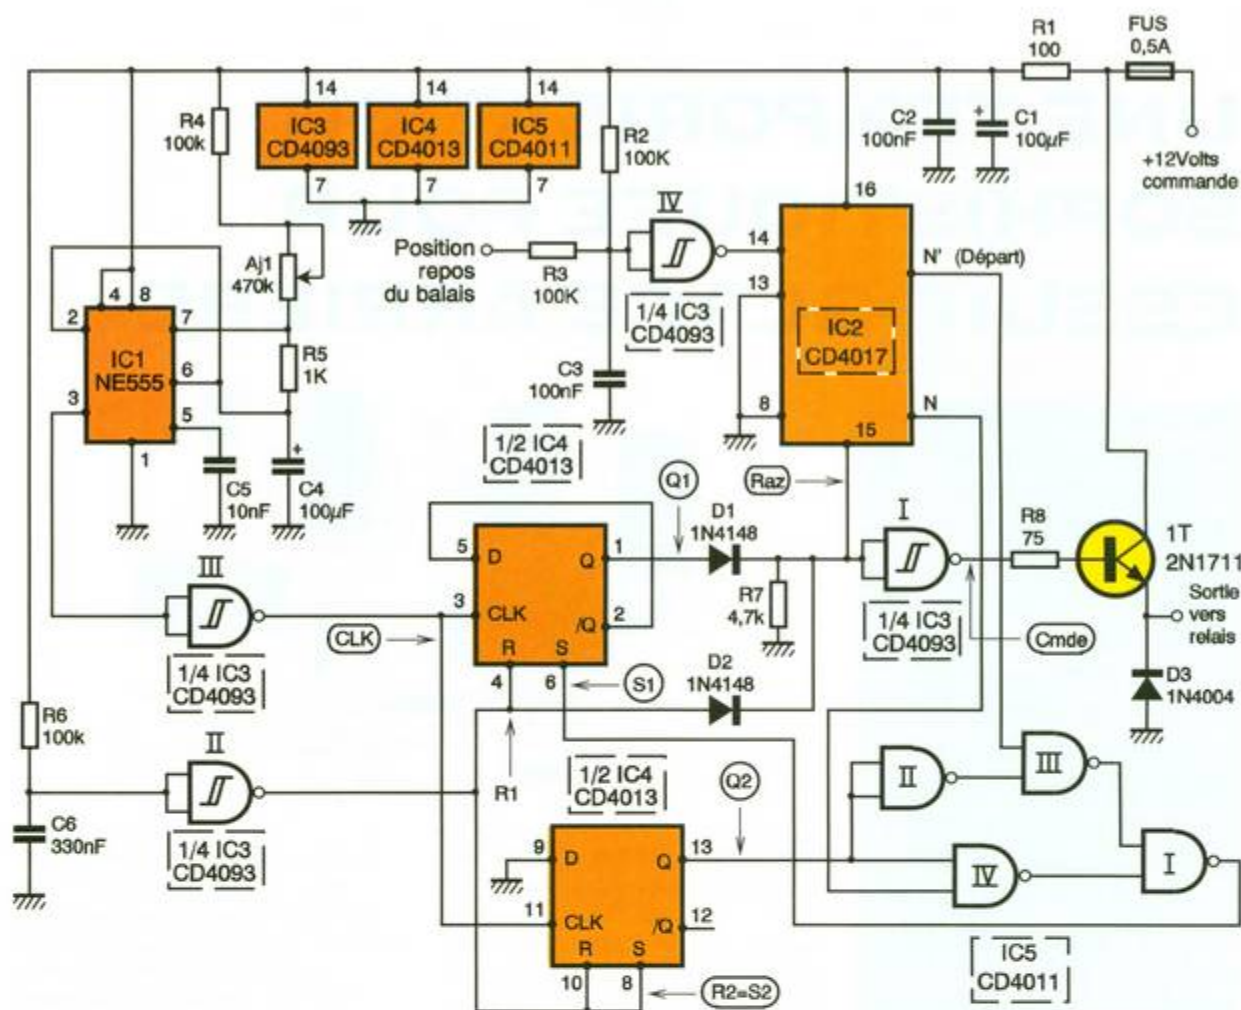 R1
100
FUS
0,5A
+12Volts
commande
R4
100k
14
IC3
CD4093
7
14
IC4
CD4013
7
14
IC5
CD4011
7
R2
100K
C2
100nF
C1
+
100µF
Position
repos
du balais
R3
100K
IV
1/4 IC3
CD4093
C3
100nF
14
13
8
16
15
IC2
CD4017
N' (Départ)
N
Aj1
470k
R5
1K
4
8
2
7
6
3
5
1
IC1
NE555
C5
10nF
+
C4
100µF
1/2 IC4
CD4013
Q1
Raz
D1
1N4148
R7
4,7k
I
1/4 IC3
CD4093
R8
75
1T
2N1711
Sortie
vers
relais
Cmde
D3
1N4004
III
1/4 IC3
CD4093
CLK
5
D
Q
1
3
CLK
/Q
2
R
S
4
6
S1
D2
1N4148
R6
100k
II
1/4 IC3
CD4093
C6
330nF
R1
1/2 IC4
CD4013
Q2
9
D
Q
13
11
CLK
/Q
12
R
S
10
8
R2=S2
II
III
IV
I
IC5
CD4011